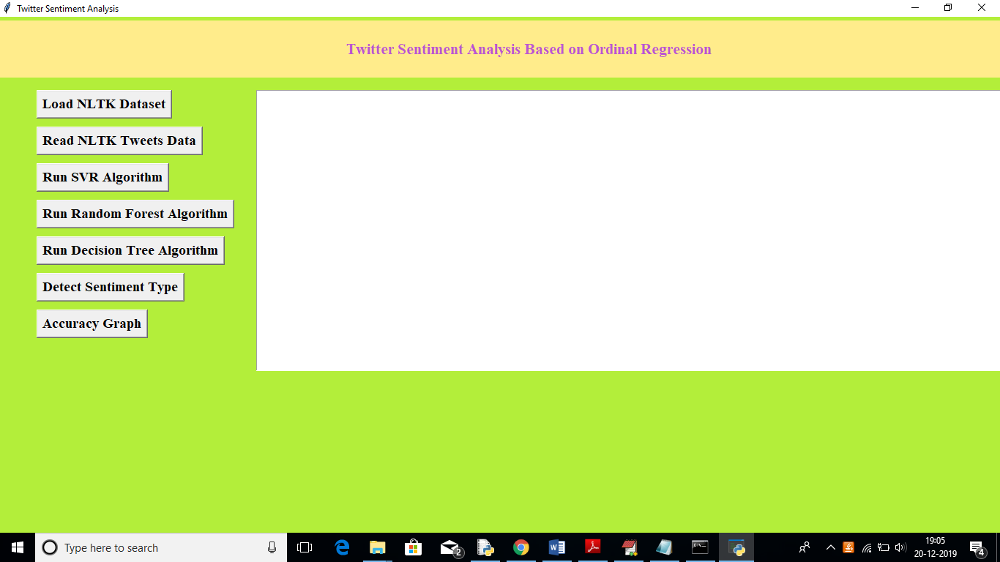 Twitter Sentiment Analysis
Twitter Sentiment Analysis Based on Ordinal Regression
Load NLTK Dataset
Read NLTK Tweets Data
Run SVR Algorithm
Run Random Forest Algorithm
Run Decision Tree Algorithm
Detect Sentiment Type
Accuracy Graph
Type here to search
2
19:05
20-12-2019
4